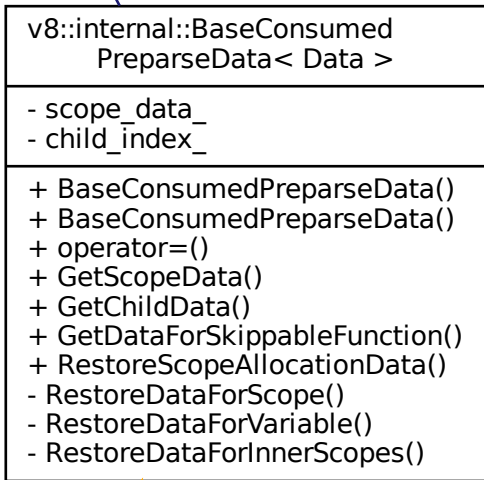 v8::internal::BaseConsumed
PreparseData< Data >
- scope_data_
- child_index_
+ BaseConsumedPreparseData()
+ BaseConsumedPreparseData()
+ operator=()
+ GetScopeData()
+ GetChildData()
+ GetDataForSkippableFunction()
+ RestoreScopeAllocationData()
- RestoreDataForScope()
- RestoreDataForVariable()
- RestoreDataForInnerScopes()